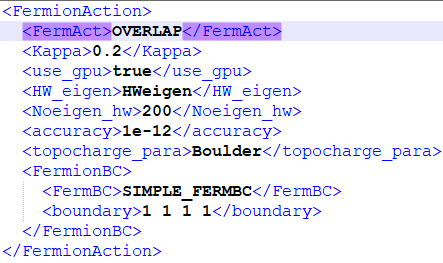 <FermionAction>
<FermAct>OVERLAP</FermAct>
<Kappa>0.2</Kappa>
<use_gpu>true</use_gpu>
<HW_eigen>HWeigen</HW_eigen>
<Noeigen_hw>200</Noeigen_hw>
<accuracy>1e-12</accuracy>
<topocharge_para>Boulder</topocharge_para>
<FermionBC>
<FermBC>SIMPLE_FERMBC</FermBC>
<boundary>1 1 1 1</boundary>
</FermionBC>
</FermionAction>